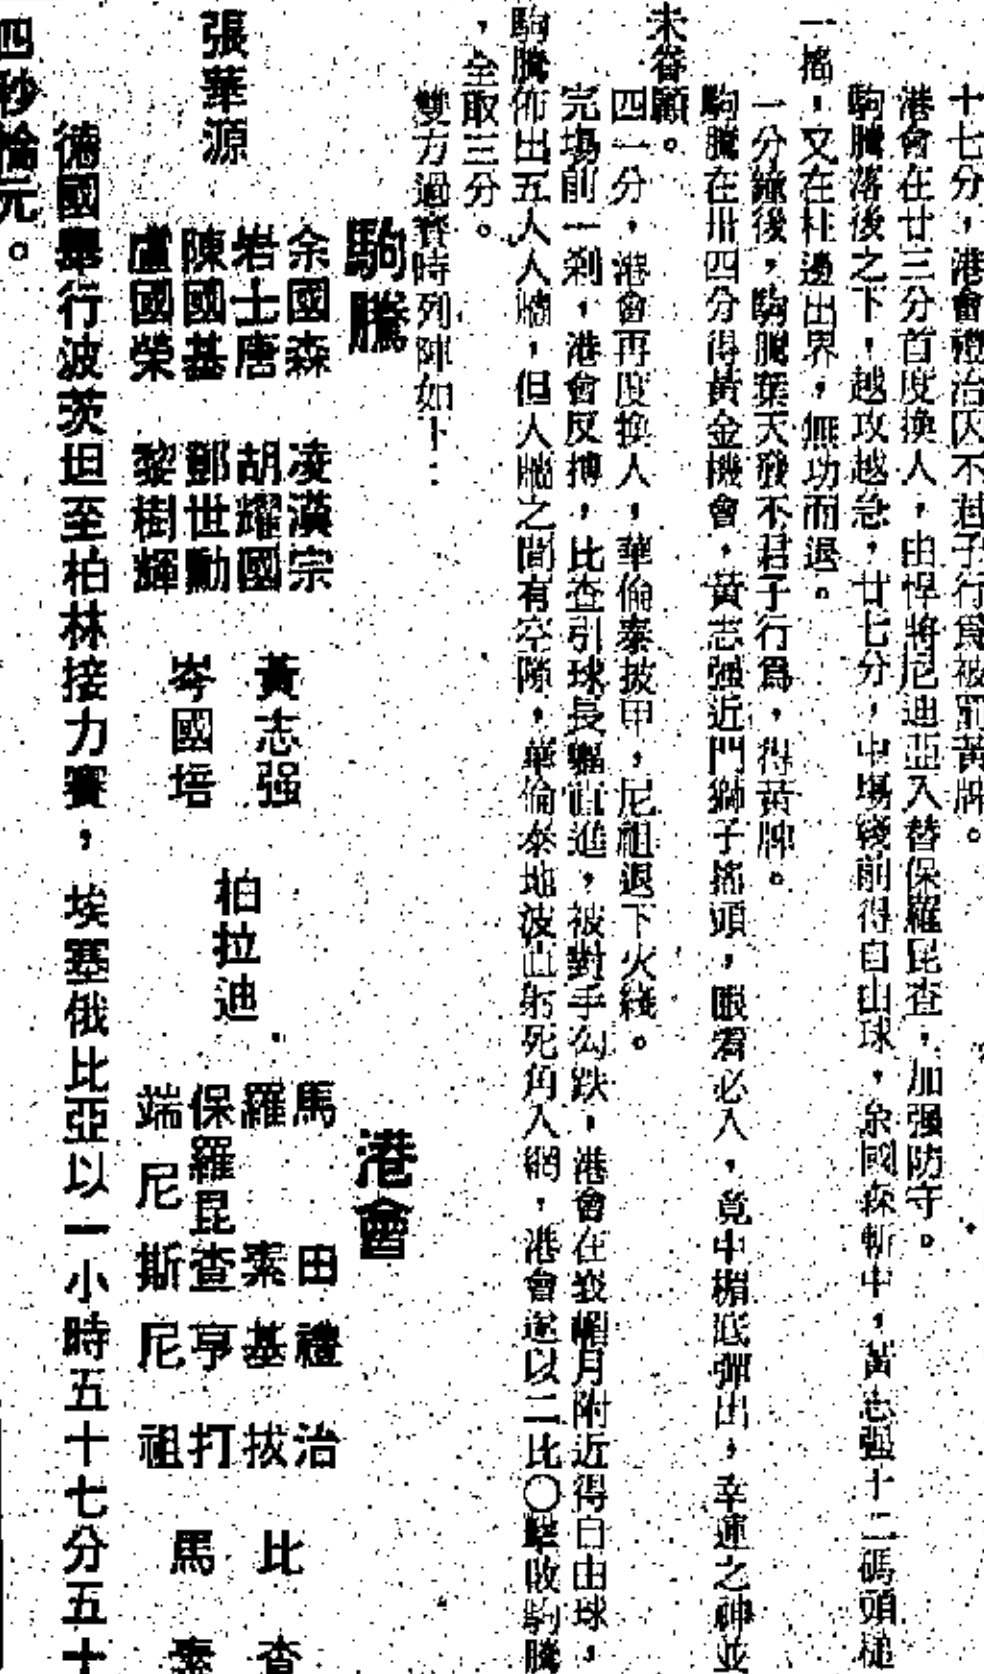 十七分，港會禮治因不君子行爲被罰黃牌。
港會在廿三分首度換人，由悍將尼迪亞入替保羅昆查，加强防守。
駒騰落後之下，越攻越急，廿七分，中塲綫前得自由球，余國森斬中，黃志强十二碼頭槌
一搖，又在柱邊出界，無功而退。
一分鐘後，駒騰葉天發不君子行爲，得黃牌。
駒騰在卅四分得黃金機會，黃志强近門獅子搖頭，眼看必入，竟中楣底彈出，幸運之神並
未眷顧。
四一分，港會再度換人，華倫泰披甲，尼祖退下火綫。
完塲前一刹，港會反搏，比查引球長驅直進，被對手勾跌，港會在欵帽月附近得自由球，
駒騰佈出五人人牆，但人牆之間有空隙，華倫泰地波直射死角入網，港會遂以二比〇擊敗駒騰
，全取三分。
雙方過賽時列陣如下：
駒騰
余國森 凌漢宗
岩士唐 胡耀國 黃志强
張華源 柏拉迪
陳國基 鄧世勳 岑國培
盧國榮 黎樹輝
港會
馬田 禮治
羅素 基拔 比查
保羅昆查 亨打 馬素
端尼斯 尼祖
德國舉行波茨坦至柏林接力賽，埃塞俄比亞以一小時五十七分五十
四秒掄元。